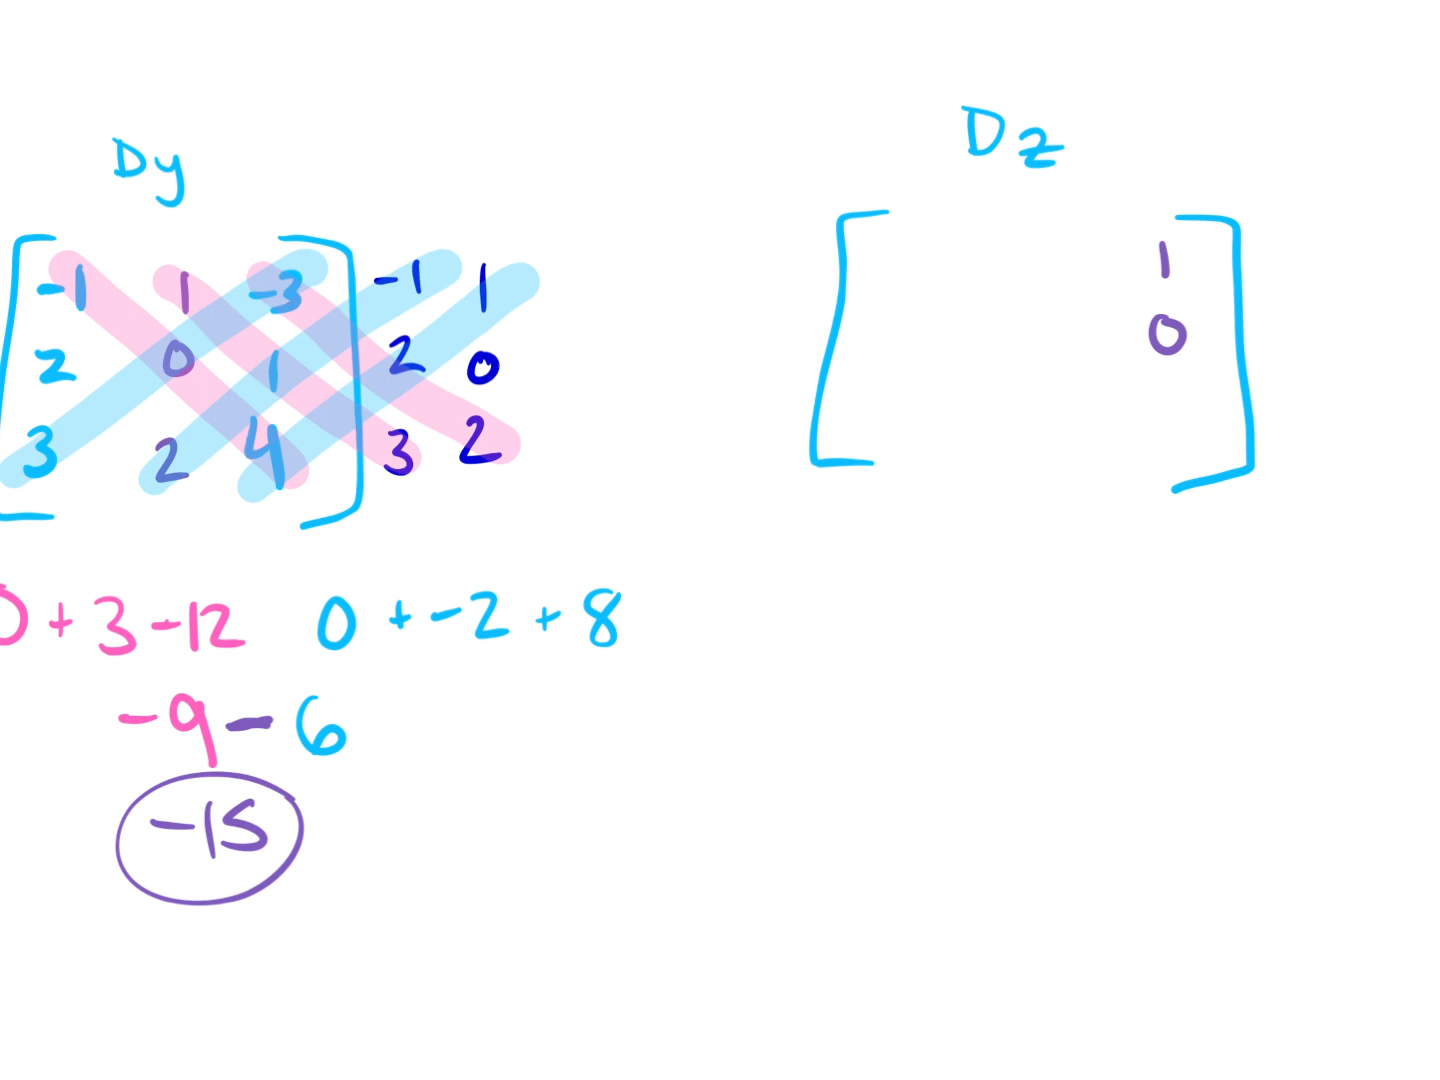 Dy
-1 1 -3 -1 1
2 0 1 2 0
3 2 4 3 2
0 + 3 -12 0 + -2 + 8
-9 - 6
-15
Dz
1
0